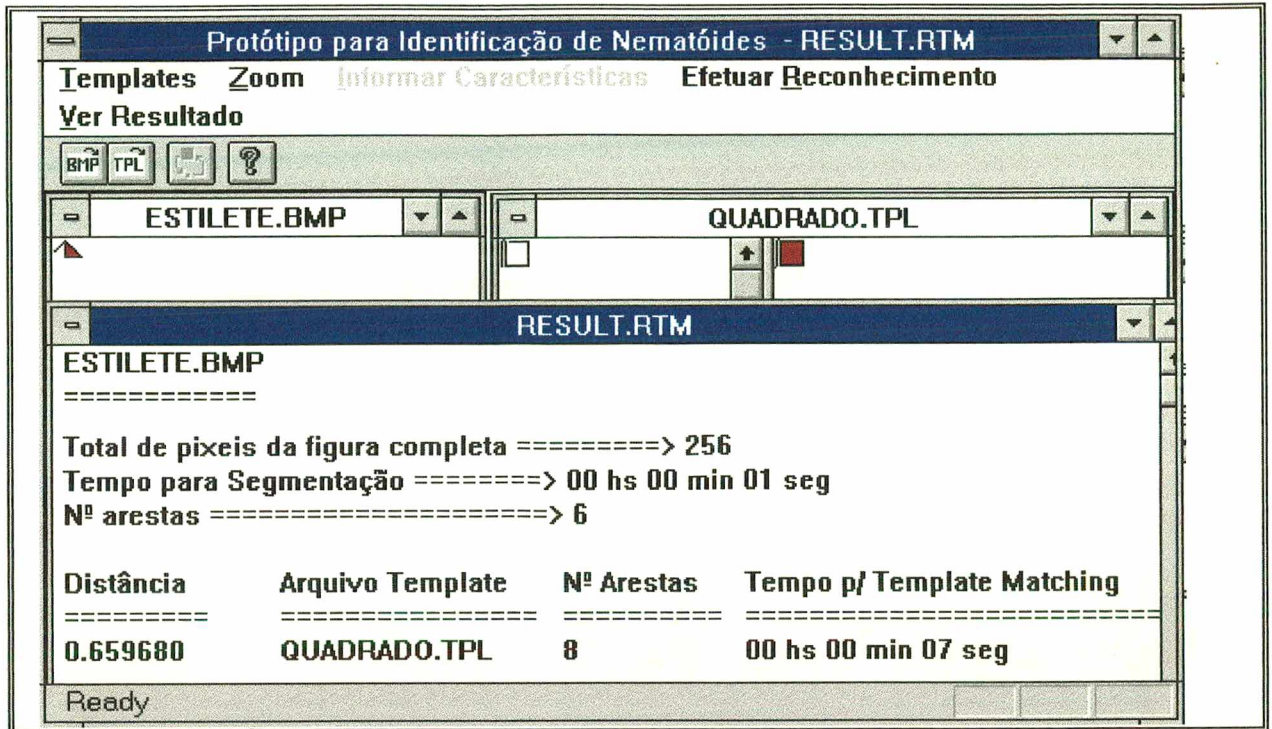 Protótipo para Identificação de Nematóides - RESULT.RTM
Templates Zoom Informar Características Efetuar Reconhecimento
Ver Resultado
BMP TPL ?
ESTILETE.BMP QUADRADO.TPL
RESULT.RTM
ESTILETE.BMP
============
Total de pixeis da figura completa =========> 256
Tempo para Segmentação ========> 00 hs 00 min 01 seg
Nº arestas =====================> 6
Distância Arquivo Template Nº Arestas Tempo p/ Template Matching
========= ================ ========== ==========================
0.659680 QUADRADO.TPL 8 00 hs 00 min 07 seg
Ready